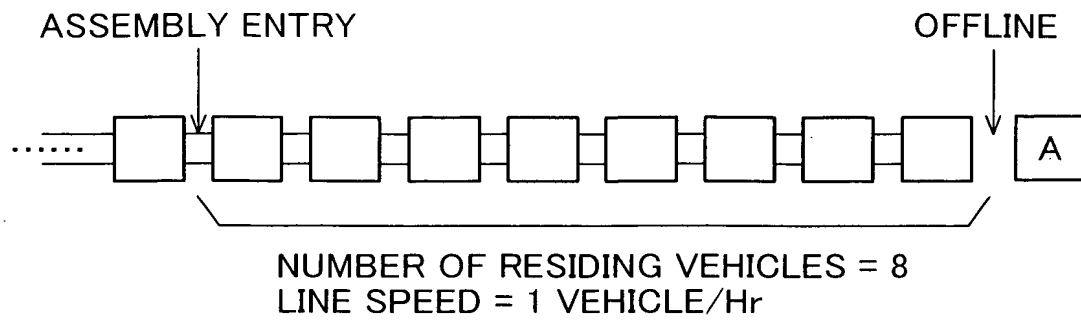 ASSEMBLY ENTRY
OFFLINE
......
A
NUMBER OF RESIDING VEHICLES = 8
LINE SPEED = 1 VEHICLE/Hr